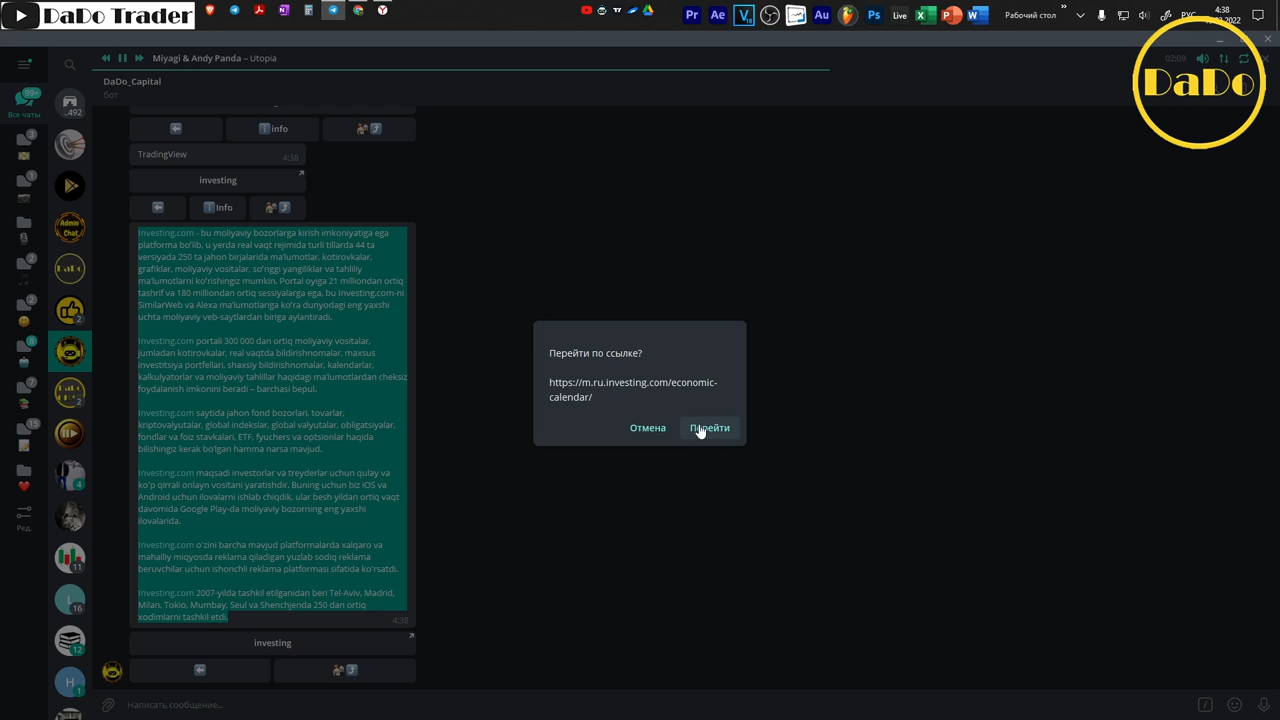 DaDo Trader
Pr
Ae
Au
Ps
Live
Рабочий стол
РУС
4:38
DaDo
Miyagi & Andy Panda – Utopia
02:09
DaDo_Capital
бот
99+
Все чаты
..492
info
TradingView
4:38
investing
Info
Investing.com - bu moliyaviy bozorlarga kirish imkoniyatiga ega
platforma bo'lib, u yerda real vaqt rejimida turli tillarda 44 ta
versiyada 250 ta jahon birjalarida ma'lumotlar, kotirovkalar,
grafiklar, moliyaviy vositalar, so'nggi yangiliklar va tahliliy
ma'lumotlarni ko'rishingiz mumkin. Portal oyiga 21 milliondan ortiq
tashrif va 180 milliondan ortiq sessiyalarga ega, bu Investing.com-ni
SimilarWeb va Alexa ma'lumotlariga ko'ra dunyodagi eng yaxshi
uchta moliyaviy veb-saytlardan biriga aylantiradi.
Investing.com portali 300 000 dan ortiq moliyaviy vositalar,
jumladan kotirovkalar, real vaqtda bildirishnomalar, maxsus
investitsiya portfellari, shaxsiy bildirishnomalar, kalendarlar,
kalkulyatorlar va moliyaviy tahlillar haqidagi ma'lumotlardan cheksiz
foydalanish imkonini beradi – barchasi bepul.
Investing.com saytida jahon fond bozorlari, tovarlar,
kriptovalyutalar, global indekslar, global valyutalar, obligatsiyalar,
fondlar va foiz stavkalari, ETF, fyuchers va optsionlar haqida
bilishingiz kerak bo'lgan hamma narsa mavjud.
Investing.com maqsadi investorlar va treyderlar uchun qulay va
ko'p qirrali onlayn vositani yaratishdir. Buning uchun biz iOS va
Android uchun ilovalarni ishlab chiqdik, ular besh yildan ortiq vaqt
davomida Google Play-da moliyaviy bozorning eng yaxshi
ilovalarida.
Investing.com o'zini barcha mavjud platformalarda xalqaro va
mahalliy miqyosda reklama qiladigan yuzlab sodiq reklama
beruvchilar uchun ishonchli reklama platformasi sifatida ko'rsatdi.
Investing.com 2007-yilda tashkil etilganidan beri Tel-Aviv, Madrid,
Milan, Tokio, Mumbay, Seul va Shenchjenda 250 dan ortiq
xodimlarni tashkil etdi.
4:38
investing
Перейти по ссылке?
https://m.ru.investing.com/economic-
calendar/
Отмена
Перейти
Admin
Chat
Ред.
Написать сообщение...